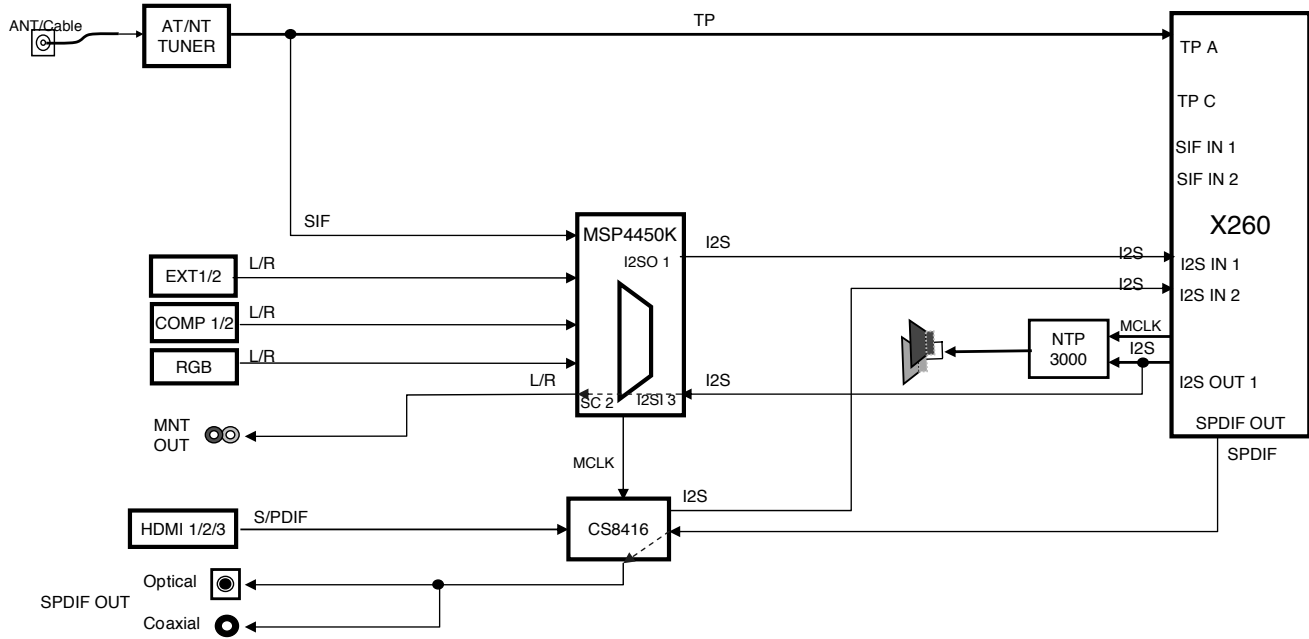 ANT/Cable
AT/NT
TUNER
TP
TP A
TP C
SIF IN 1
SIF IN 2
X260
SIF
MSP4450K
I2SO 1
I2S
I2S
I2S IN 1
I2S
I2S IN 2
EXT1/2
L/R
COMP 1/2
L/R
RGB
L/R
L/R
SC 2
I2SI 3
I2S
NTP
3000
MCLK
I2S
I2S OUT 1
SPDIF OUT
SPDIF
MNT
OUT
MCLK
I2S
HDMI 1/2/3
S/PDIF
CS8416
SPDIF OUT
Optical
Coaxial